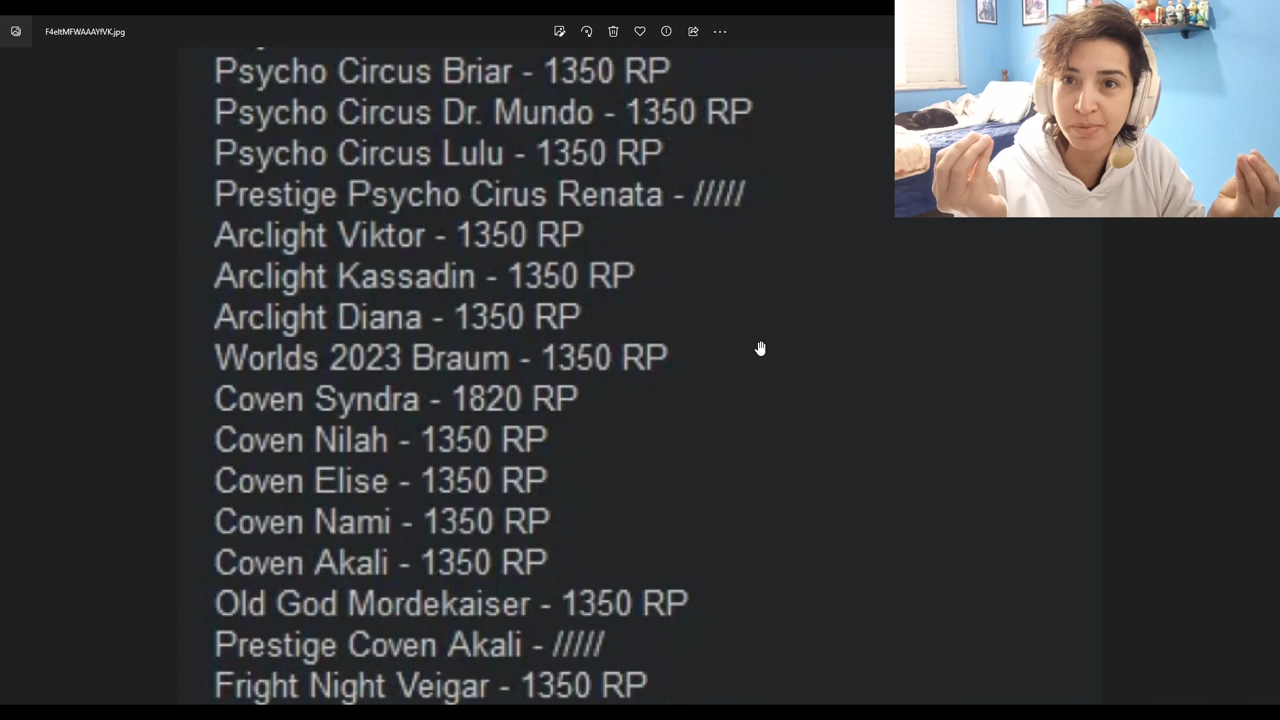 F4eltMFWAAAYfVK.jpg
Psycho Circus Briar - 1350 RP
Psycho Circus Dr. Mundo - 1350 RP
Psycho Circus Lulu - 1350 RP
Prestige Psycho Cirus Renata - /////
Arclight Viktor - 1350 RP
Arclight Kassadin - 1350 RP
Arclight Diana - 1350 RP
Worlds 2023 Braum - 1350 RP
Coven Syndra - 1820 RP
Coven Nilah - 1350 RP
Coven Elise - 1350 RP
Coven Nami - 1350 RP
Coven Akali - 1350 RP
Old God Mordekaiser - 1350 RP
Prestige Coven Akali - /////
Fright Night Veigar - 1350 RP